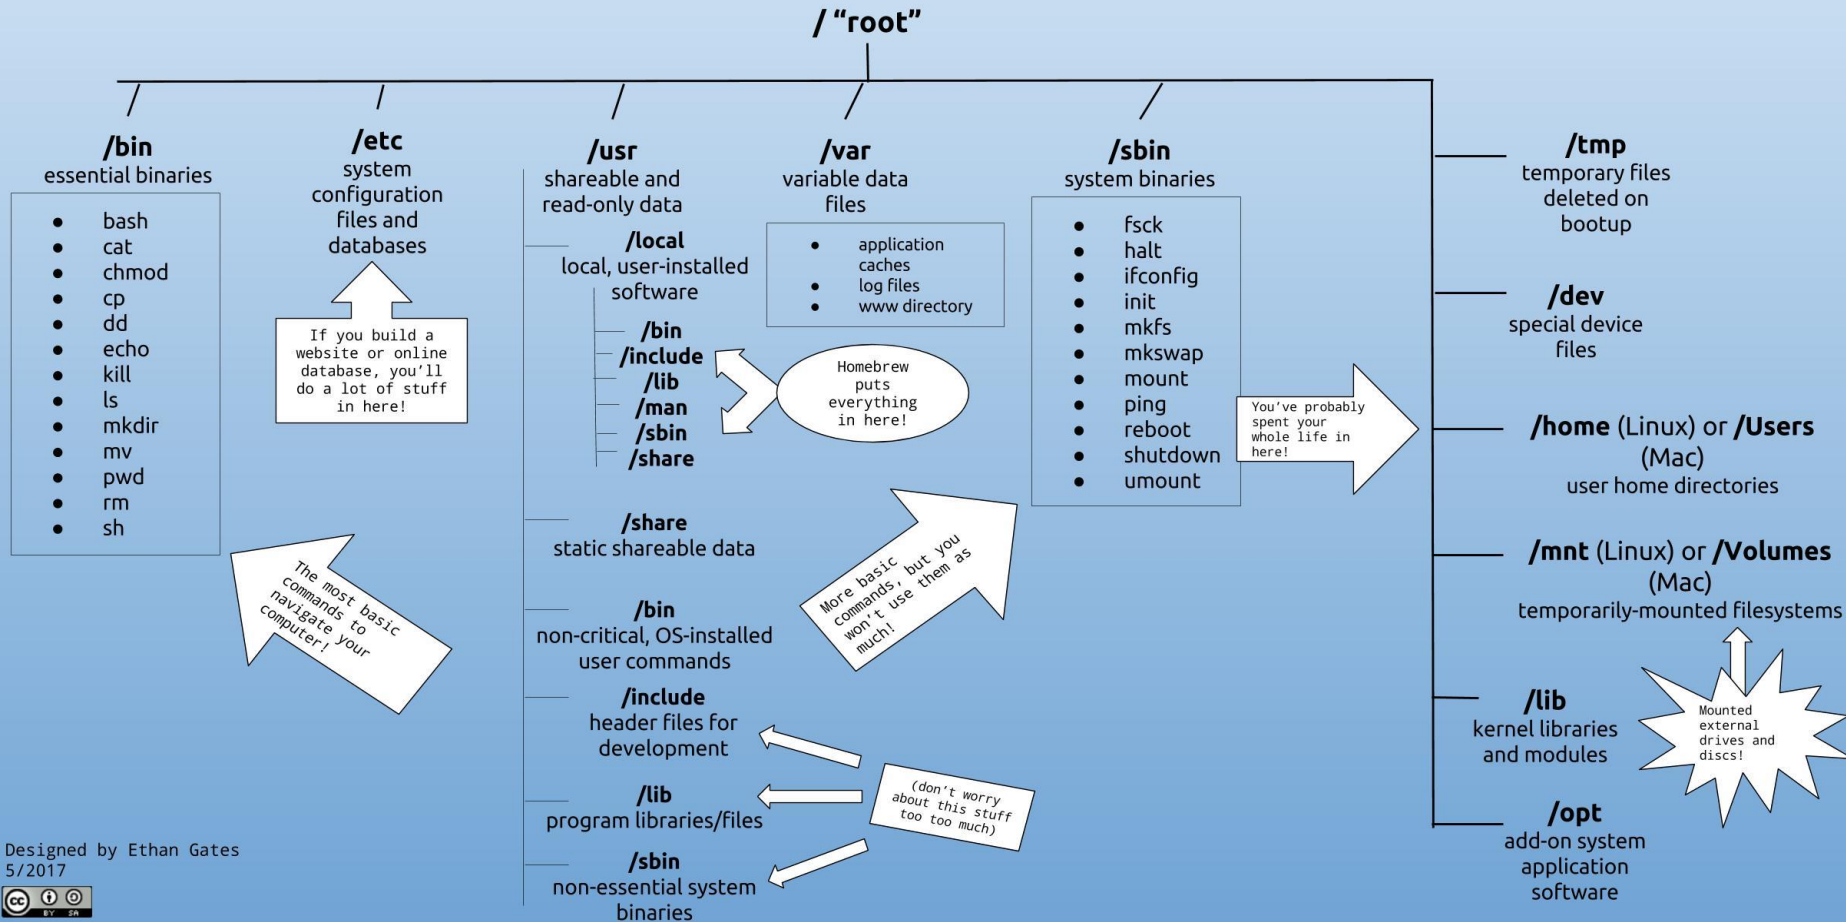 / “root”
/bin
essential binaries
bash
cat
chmod
cp
dd
echo
kill
ls
mkdir
mv
pwd
rm
sh
The most basic
commands to
navigate your
computer!
/etc
system
configuration
files and
databases
If you build a
website or online
database, you’ll
do a lot of stuff
in here!
/usr
shareable and
read-only data
/local
local, user-installed
software
/bin
/include
/lib
/man
/sbin
/share
Homebrew
puts
everything
in here!
/share
static shareable data
/bin
non-critical, OS-installed
user commands
/include
header files for
development
/lib
program libraries/files
/sbin
non-essential system
binaries
(don’t worry
about this stuff
too too much)
/var
variable data
files
application
caches
log files
www directory
/sbin
system binaries
fsck
halt
ifconfig
init
mkfs
mkswap
mount
ping
reboot
shutdown
umount
More basic
commands, but you
won’t use them as
much!
You’ve probably
spent your
whole life in
here!
/tmp
temporary files
deleted on
bootup
/dev
special device
files
/home (Linux) or /Users
(Mac)
user home directories
/mnt (Linux) or /Volumes
(Mac)
temporarily-mounted filesystems
Mounted
external
drives and
discs!
/lib
kernel libraries
and modules
/opt
add-on system
application
software
Designed by Ethan Gates
5/2017
cc
BY SA